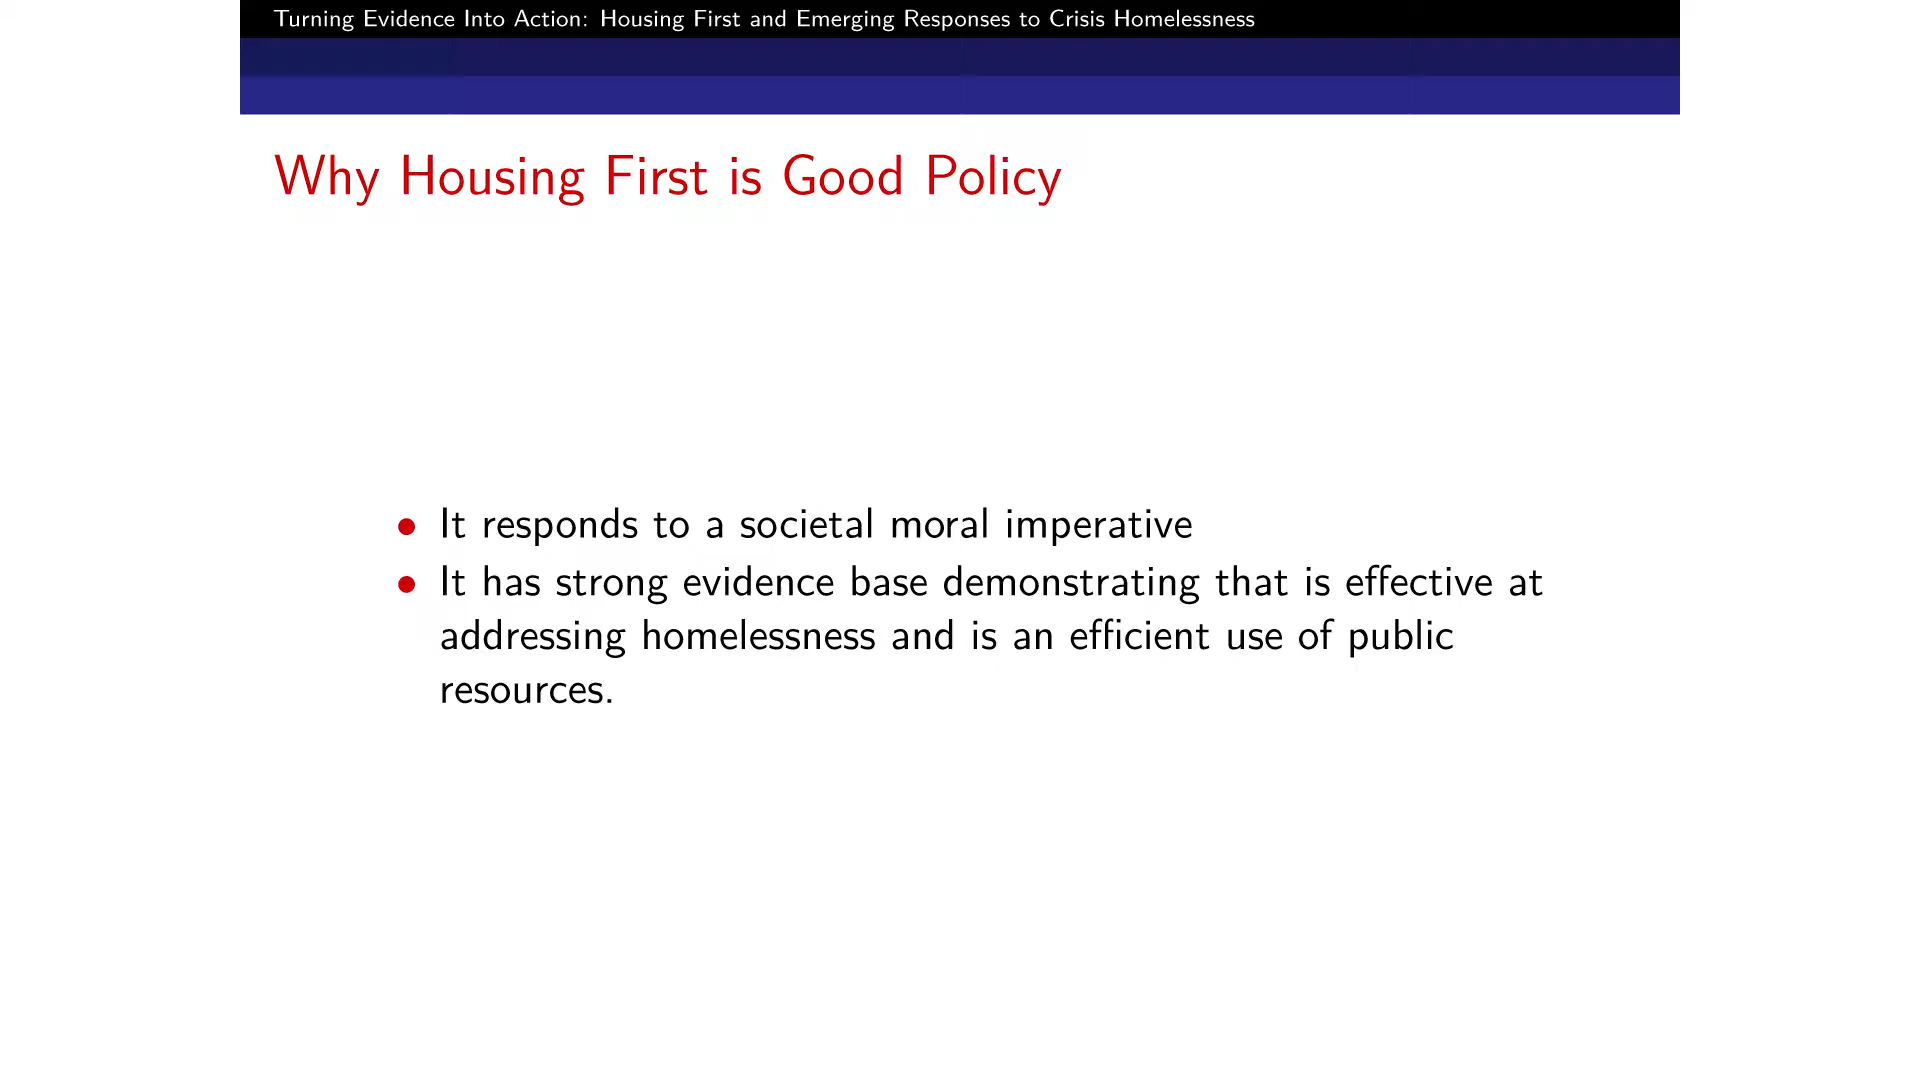 Turning Evidence Into Action: Housing First and Emerging Responses to Crisis Homelessness
Why Housing First is Good Policy
• It responds to a societal moral imperative
• It has strong evidence base demonstrating that is effective at
addressing homelessness and is an efficient use of public
resources.